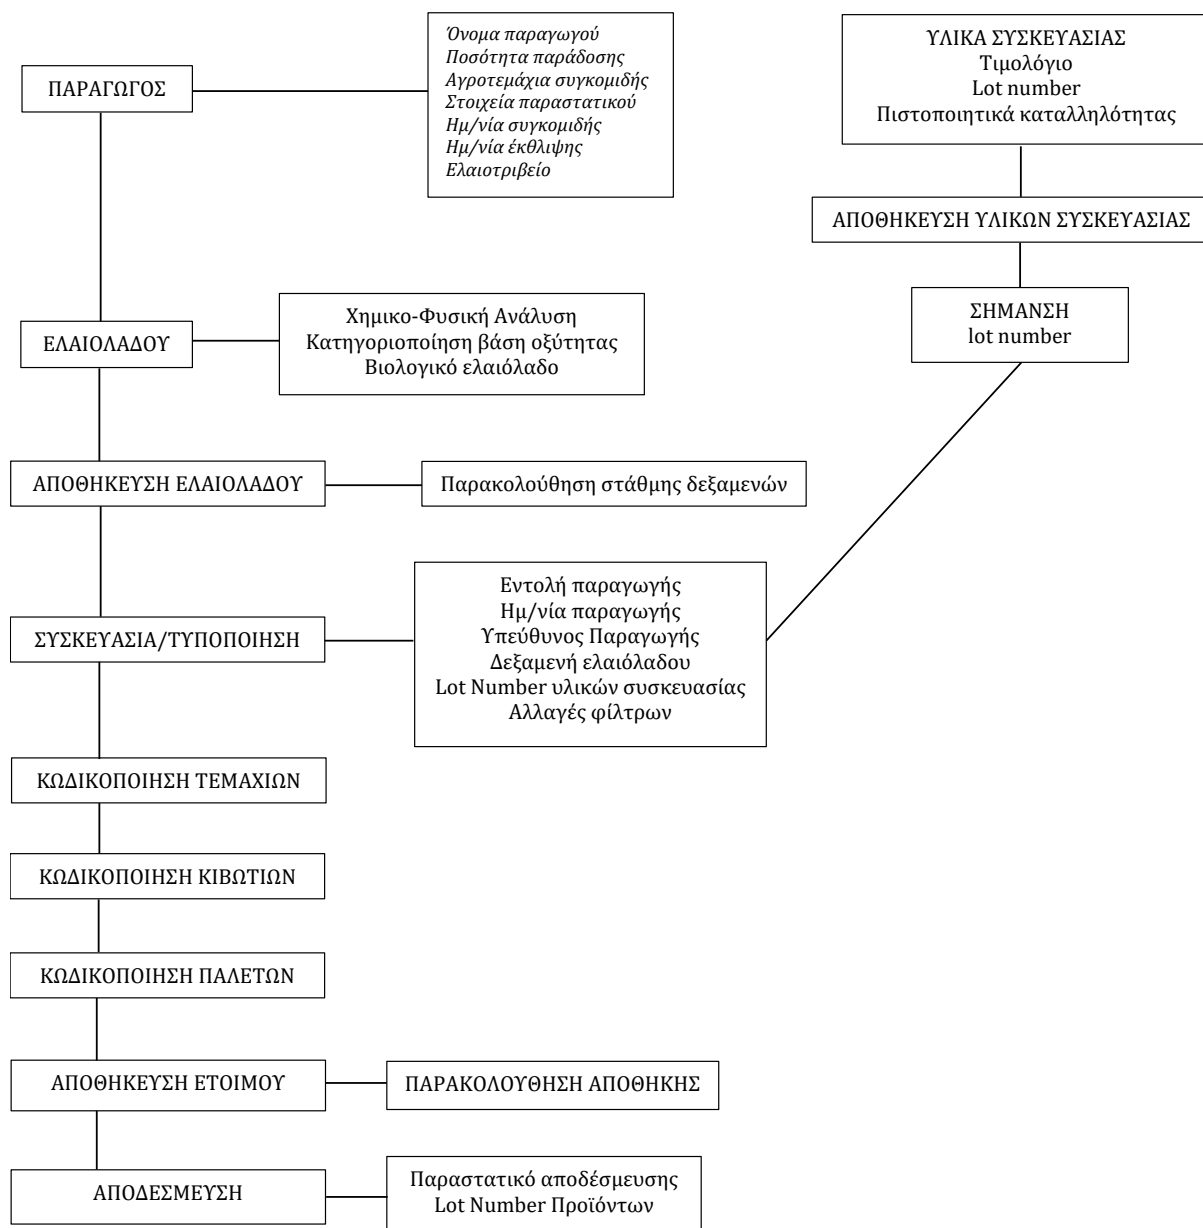 ΠΑΡΑΓΩΓΟΣ
Όνομα παραγωγού
Ποσότητα παράδοσης
Αγροτεμάχια συγκομιδής
Στοιχεία παραστατικού
Ημ/νία συγκομιδής
Ημ/νία έκθλιψης
Ελαιοτριβείο
ΥΛΙΚΑ ΣΥΣΚΕΥΑΣΙΑΣ
Τιμολόγιο
Lot number
Πιστοποιητικά καταλληλότητας
ΑΠΟΘΗΚΕΥΣΗ ΥΛΙΚΩΝ ΣΥΣΚΕΥΑΣΙΑΣ
ΣΗΜΑΝΣΗ
lot number
ΕΛΑΙΟΛΑΔΟΥ
Χημικο-Φυσική Ανάλυση
Κατηγοριοποίηση βάση οξύτητας
Βιολογικό ελαιόλαδο
ΑΠΟΘΗΚΕΥΣΗ ΕΛΑΙΟΛΑΔΟΥ
Παρακολούθηση στάθμης δεξαμενών
ΣΥΣΚΕΥΑΣΙΑ/ΤΥΠΟΠΟΙΗΣΗ
Εντολή παραγωγής
Ημ/νία παραγωγής
Υπεύθυνος Παραγωγής
Δεξαμενή ελαιόλαδου
Lot Number υλικών συσκευασίας
Αλλαγές φίλτρων
ΚΩΔΙΚΟΠΟΙΗΣΗ ΤΕΜΑΧΙΩΝ
ΚΩΔΙΚΟΠΟΙΗΣΗ ΚΙΒΩΤΙΩΝ
ΚΩΔΙΚΟΠΟΙΗΣΗ ΠΑΛΕΤΩΝ
ΑΠΟΘΗΚΕΥΣΗ ΕΤΟΙΜΟΥ
ΠΑΡΑΚΟΛΟΥΘΗΣΗ ΑΠΟΘΗΚΗΣ
ΑΠΟΔΕΣΜΕΥΣΗ
Παραστατικό αποδέσμευσης
Lot Number Προϊόντων